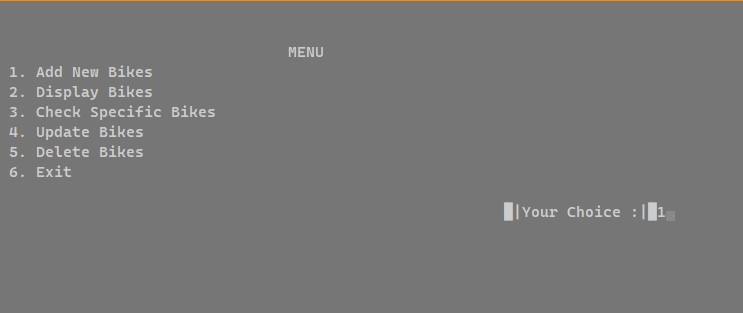 MENU
1. Add New Bikes
2. Display Bikes
3. Check Specific Bikes
4. Update Bikes
5. Delete Bikes
6. Exit
█|Your Choice :|█1